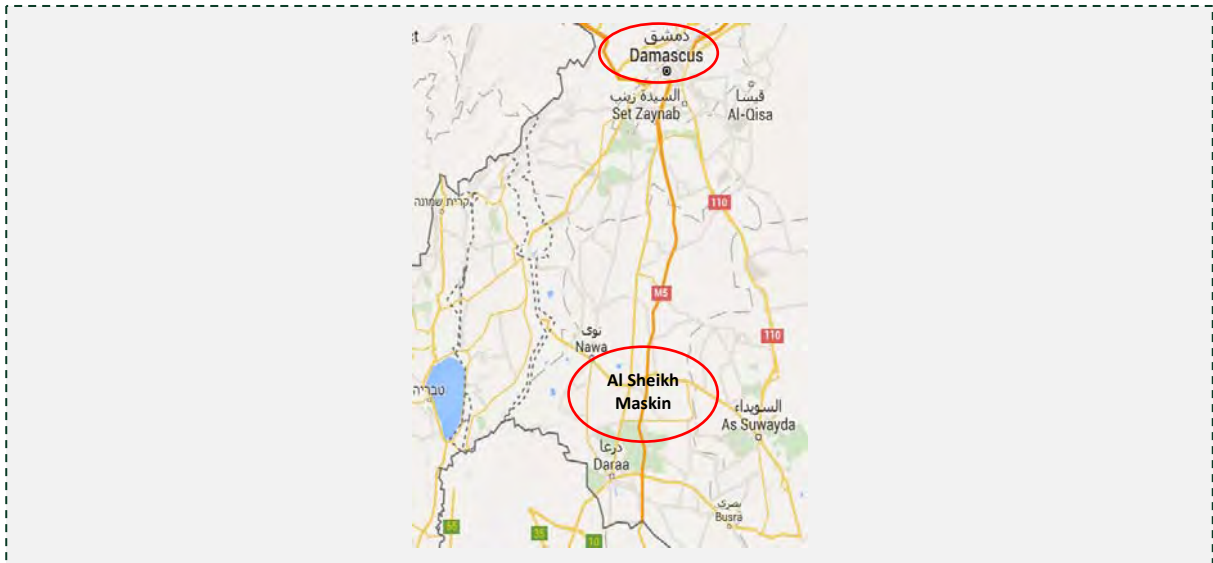 et
دمشق
Damascus
السيدة زينب
Set Zaynab
قيسا
Al-Qisa
קרית שמונה
110
M5
110
نوى
Nawa
Al Sheikh
Maskin
טבריה
السويداء
As Suwayda
درعا
Daraa
بصرى
Busra
55
35
10